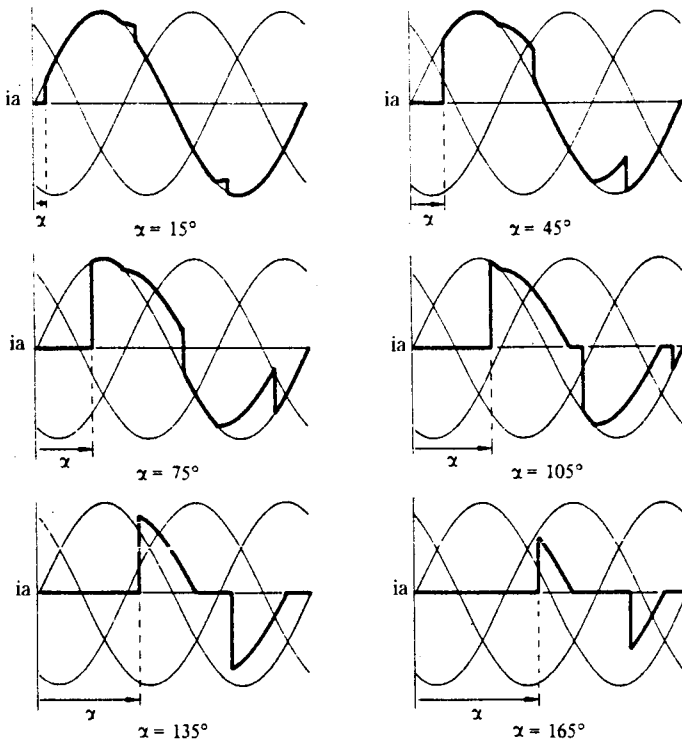 ia
α
α = 15°
ia
α
α = 45°
ia
α
α = 75°
ia
α
α = 105°
ia
α
α = 135°
ia
α
α = 165°